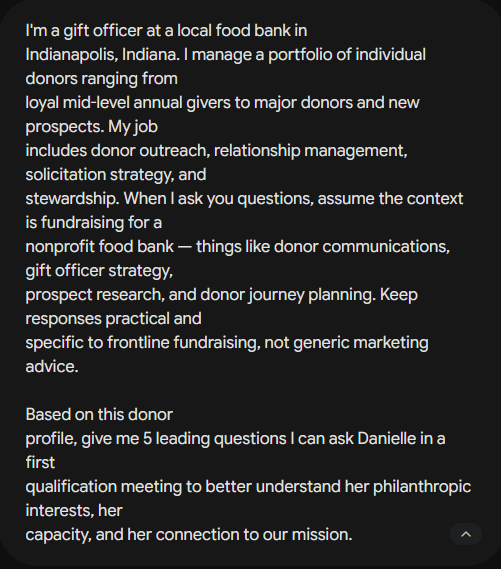 I'm a gift officer at a local food bank in
Indianapolis, Indiana. I manage a portfolio of individual
donors ranging from
loyal mid-level annual givers to major donors and new
prospects. My job
includes donor outreach, relationship management,
solicitation strategy, and
stewardship. When I ask you questions, assume the context
is fundraising for a
nonprofit food bank — things like donor communications,
gift officer strategy,
prospect research, and donor journey planning. Keep
responses practical and
specific to frontline fundraising, not generic marketing
advice.

Based on this donor
profile, give me 5 leading questions I can ask Danielle in a
first
qualification meeting to better understand her philanthropic
interests, her
capacity, and her connection to our mission.